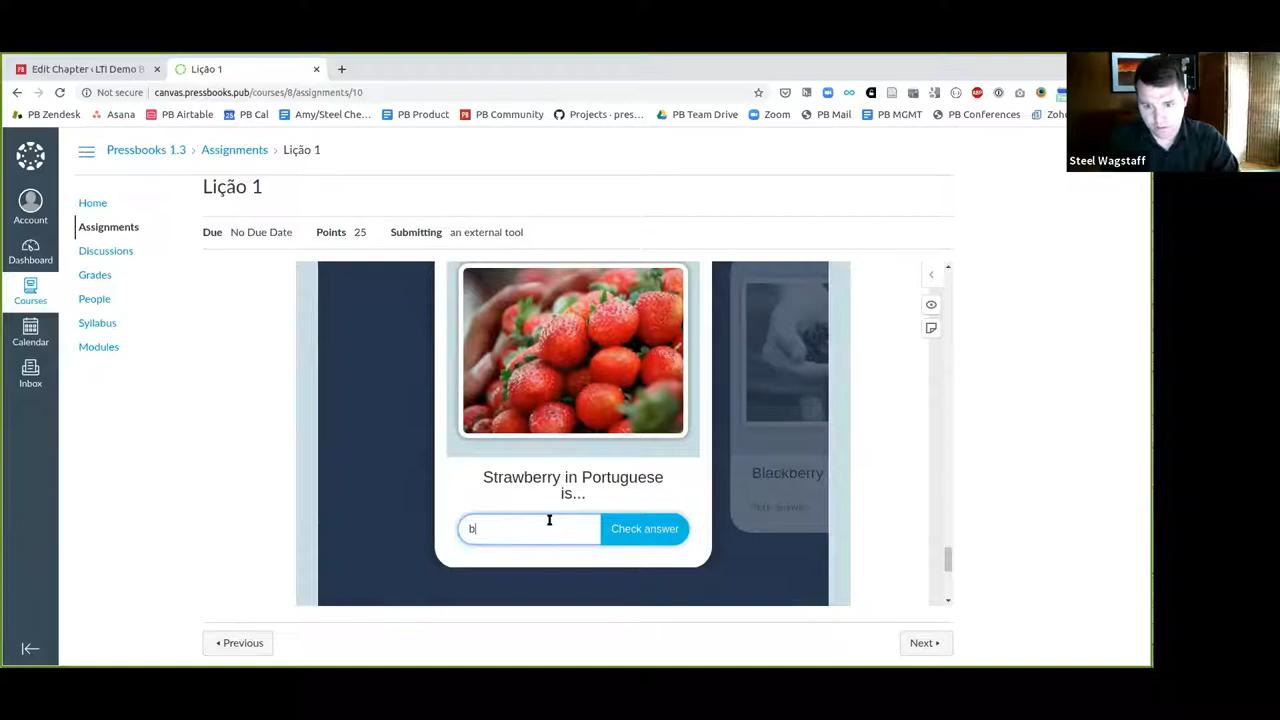 Edit Chapter ‹ LTI Demo B
Lição 1
Not secure canvas.pressbooks.pub/courses/8/assignments/10
PB Zendesk Asana PB Airtable PB Cal Amy/Steel Che... PB Product PB Community Projects · pres... PB Team Drive Zoom PB Mail PB MGMT PB Conferences Zoho
Steel Wagstaff
Pressbooks 1.3 › Assignments › Lição 1
Account
Dashboard
Courses
Calendar
Inbox
Home
Assignments
Discussions
Grades
People
Syllabus
Modules
Lição 1
Due No Due Date Points 25 Submitting an external tool
Strawberry in Portuguese
is...
b
Check answer
Blackberry
Previous
Next